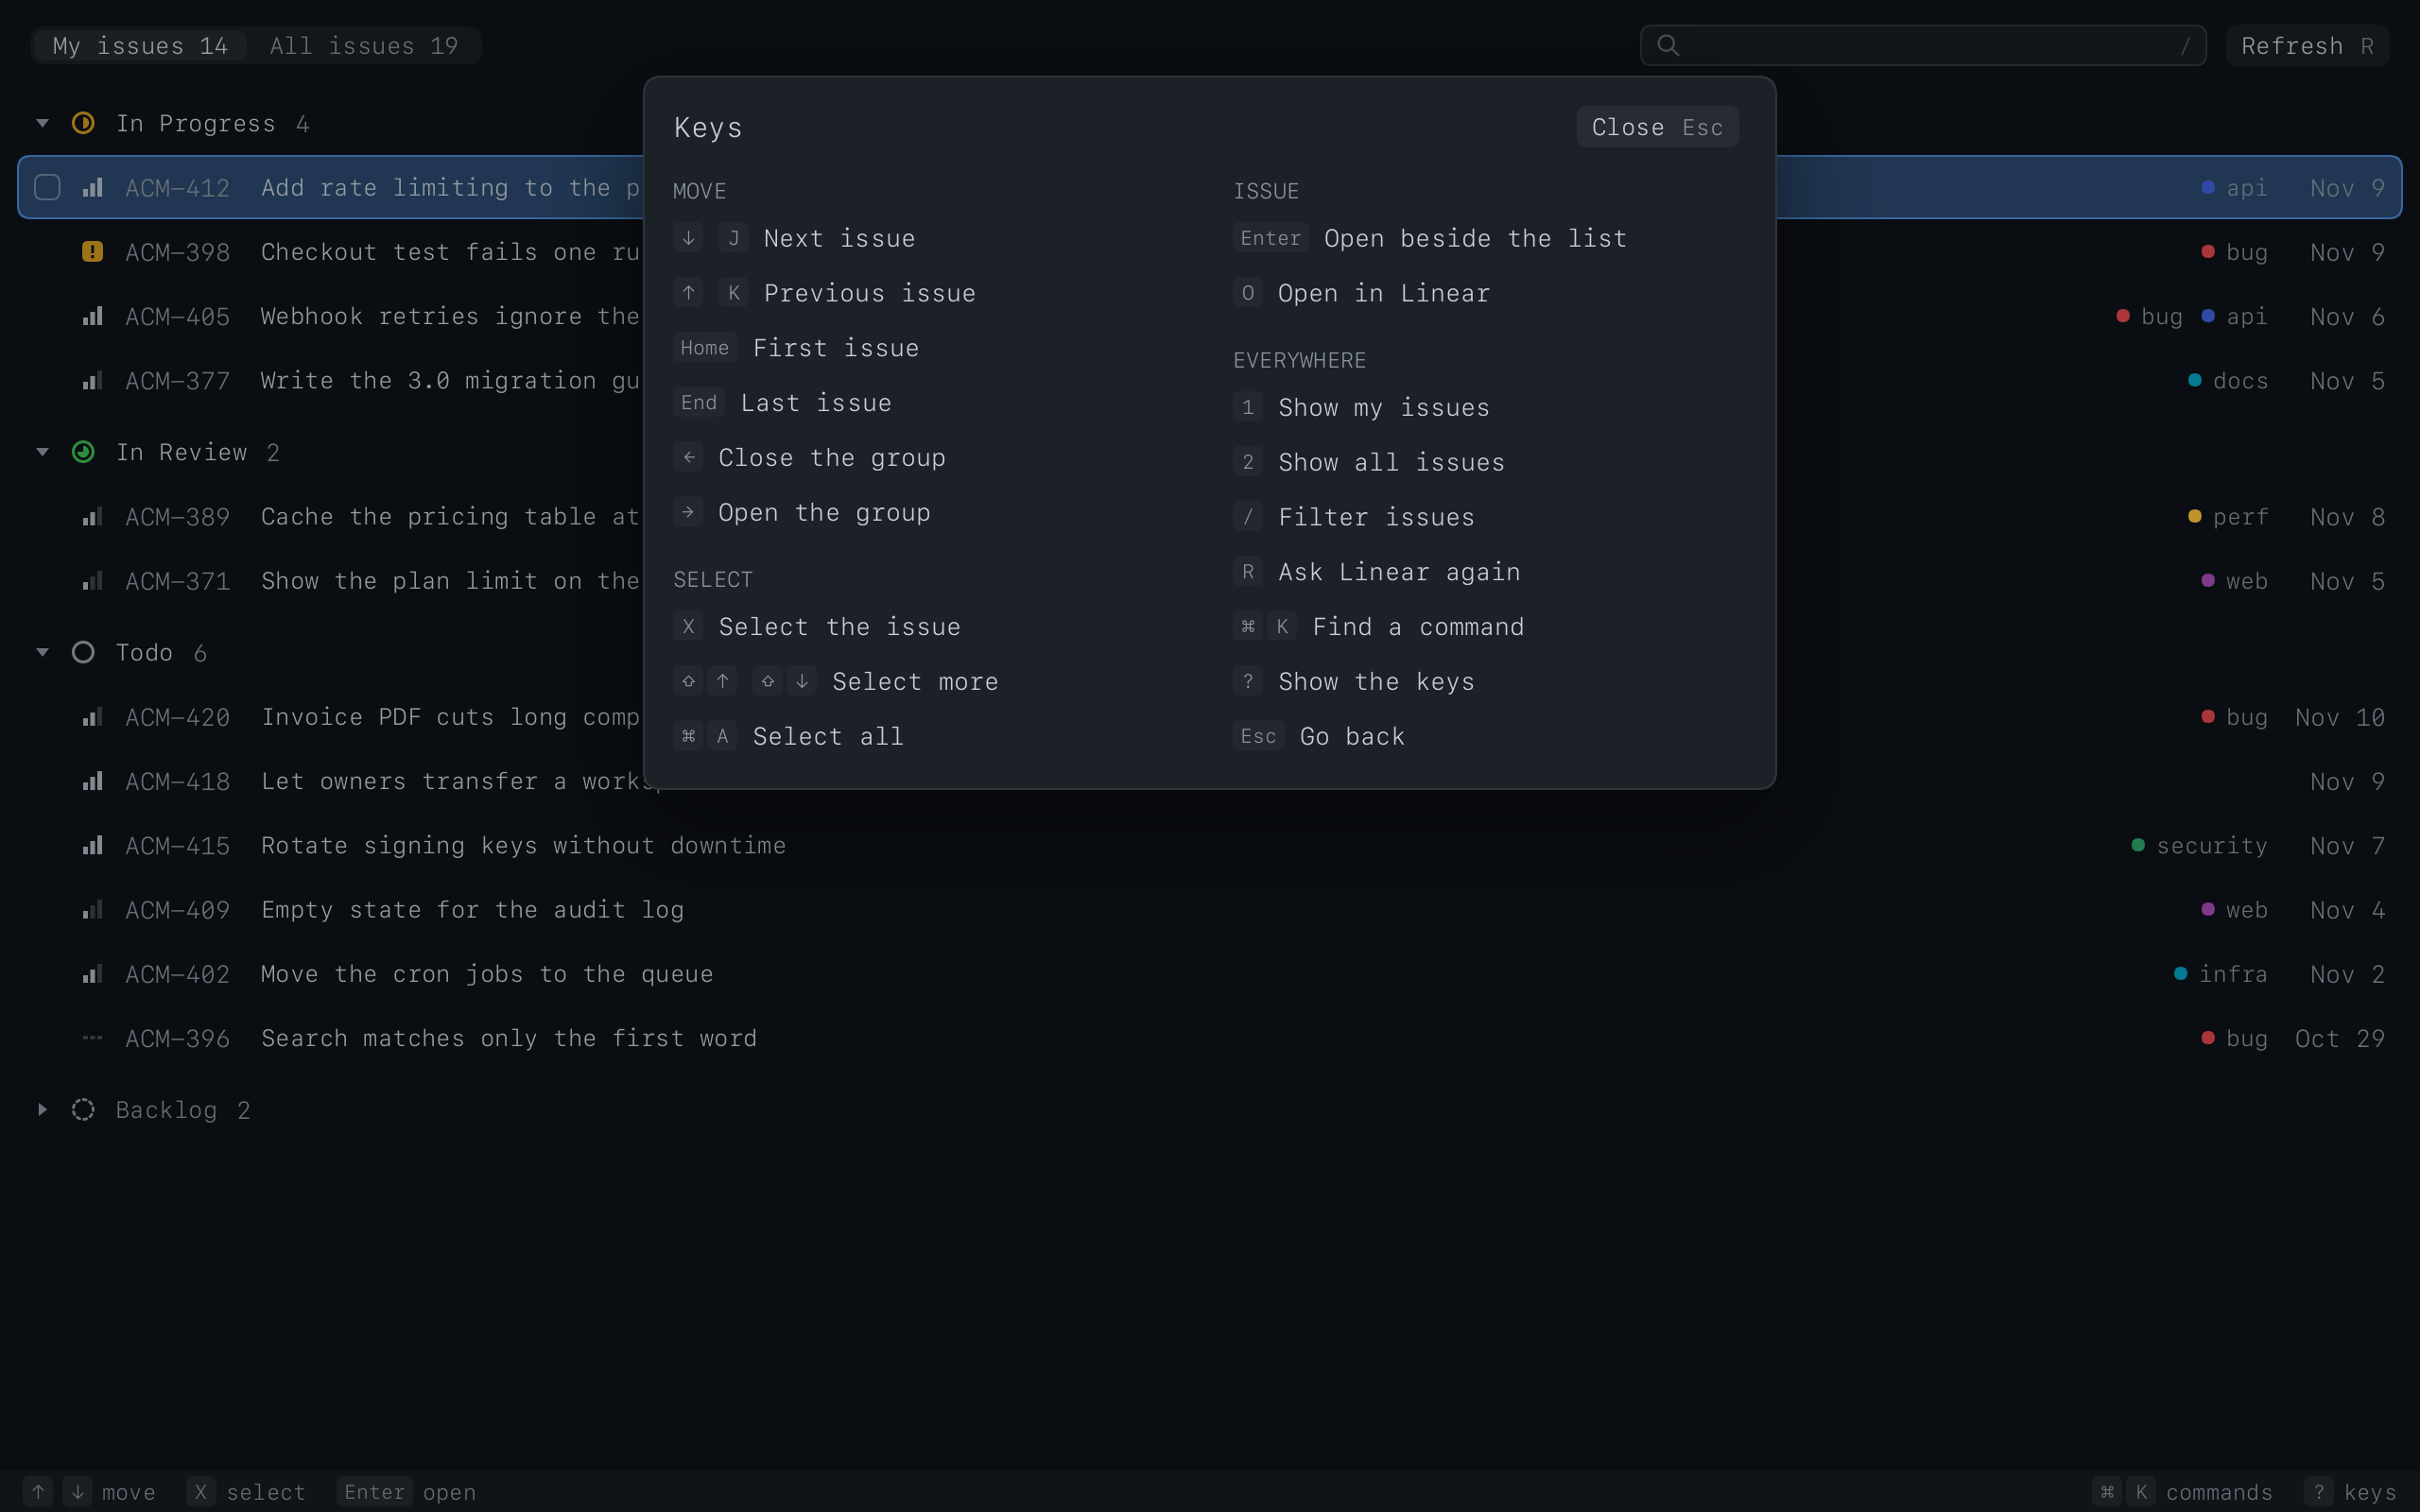 My issues 14 All issues 19 / Refresh R
In Progress 4
ACM-412 Add rate limiting to the p api Nov 9
ACM-398 Checkout test fails one ru bug Nov 9
ACM-405 Webhook retries ignore the bug api Nov 6
ACM-377 Write the 3.0 migration gu docs Nov 5
In Review 2
ACM-389 Cache the pricing table at perf Nov 8
ACM-371 Show the plan limit on the web Nov 5
Todo 6
ACM-420 Invoice PDF cuts long comp bug Nov 10
ACM-418 Let owners transfer a works Nov 9
ACM-415 Rotate signing keys without downtime security Nov 7
ACM-409 Empty state for the audit log web Nov 4
ACM-402 Move the cron jobs to the queue infra Nov 2
ACM-396 Search matches only the first word bug Oct 29
Backlog 2
Keys Close Esc
MOVE
↓ J Next issue
↑ K Previous issue
Home First issue
End Last issue
← Close the group
→ Open the group
SELECT
X Select the issue
⇧ ↑ ⇧ ↓ Select more
⌘ A Select all
ISSUE
Enter Open beside the list
O Open in Linear
EVERYWHERE
1 Show my issues
2 Show all issues
/ Filter issues
R Ask Linear again
⌘ K Find a command
? Show the keys
Esc Go back
↑ ↓ move X select Enter open ⌘ K commands ? keys